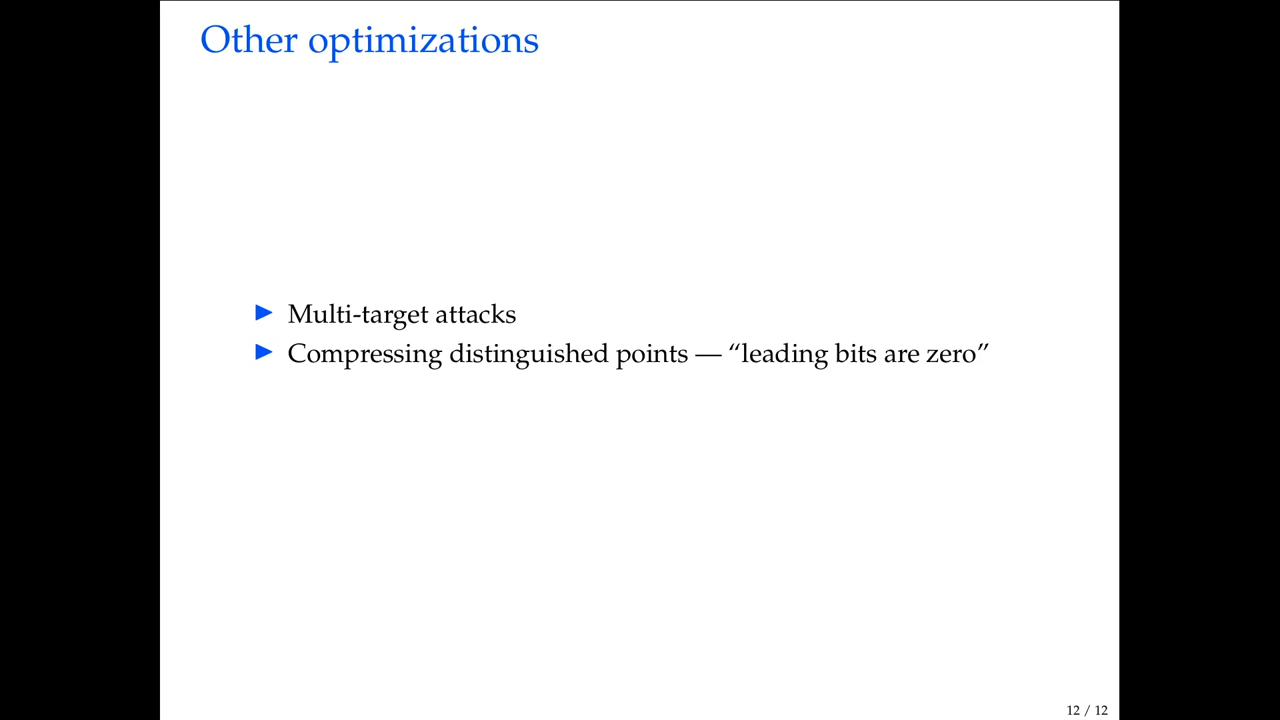 Other optimizations
▶ Multi-target attacks
▶ Compressing distinguished points — “leading bits are zero”
12 / 12